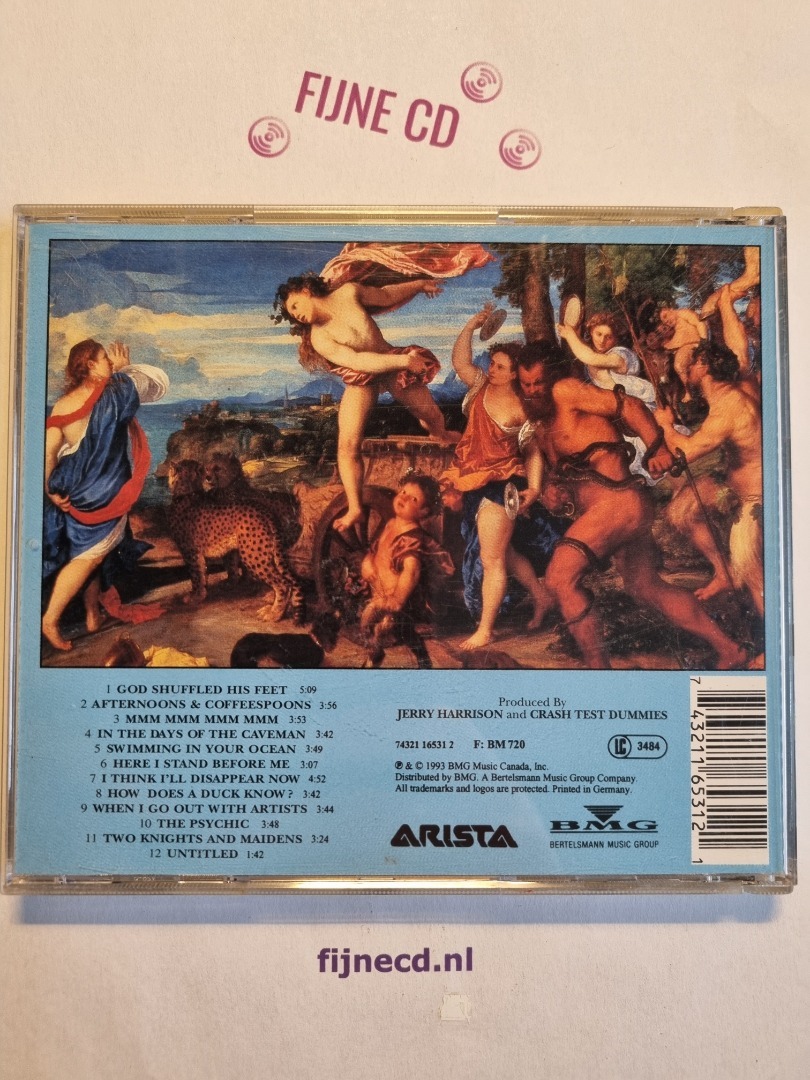 FIJNE CD
1 GOD SHUFFLED HIS FEET 5:09
2 AFTERNOONS & COFFEESPOONS 3:56
3 MMM MMM MMM MMM 3:53
4 IN THE DAYS OF THE CAVEMAN 3:42
5 SWIMMING IN YOUR OCEAN 3:49
6 HERE I STAND BEFORE ME 3:07
7 I THINK I'LL DISAPPEAR NOW 4:52
8 HOW DOES A DUCK KNOW? 3:42
9 WHEN I GO OUT WITH ARTISTS 3:44
10 THE PSYCHIC 3:48
11 TWO KNIGHTS AND MAIDENS 3:24
12 UNTITLED 1:42
Produced By
JERRY HARRISON and CRASH TEST DUMMIES
74321 16531 2 F: BM 720
LC 3484
℗ & © 1993 BMG Music Canada, Inc.
Distributed by BMG. A Bertelsmann Music Group Company.
All trademarks and logos are protected. Printed in Germany.
ARISTA
BMG
BERTELSMANN MUSIC GROUP
7 43211 65312 1
fijnecd.nl